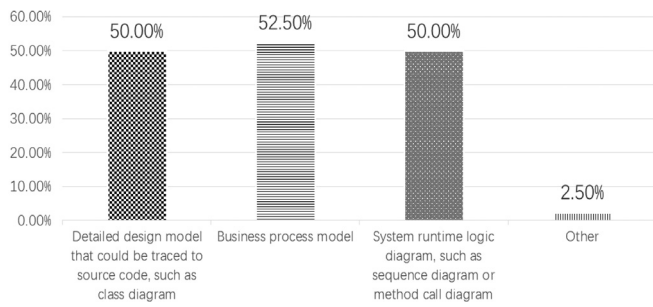 60.00%
50.00%
40.00%
30.00%
20.00%
10.00%
0.00%
50.00%
52.50%
50.00%
2.50%
Detailed design model
that could be traced to
source code, such as
class diagram
Business process model
System runtime logic
diagram, such as
sequence diagram or
method call diagram
Other